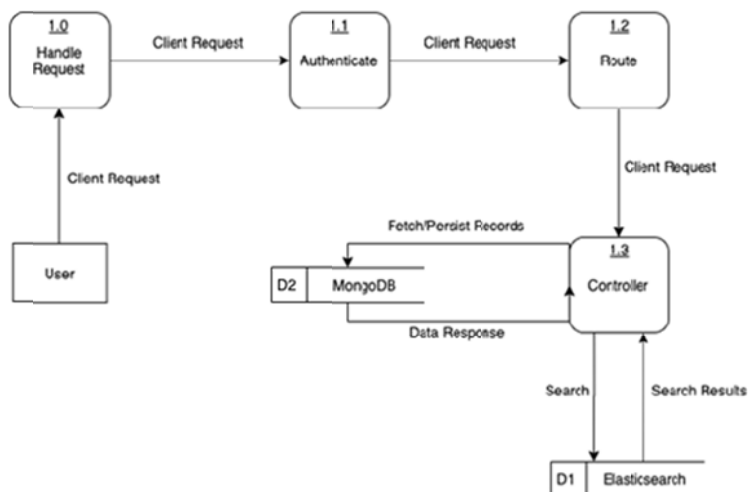 1.0
Handle
Request
Client Request
1.1
Authenticate
Client Request
1.2
Route
Client Request
Client Request
User
Fetch/Persist Records
D2
MongoDB
Data Response
1.3
Controller
Search
Search Results
D1
Elasticsearch